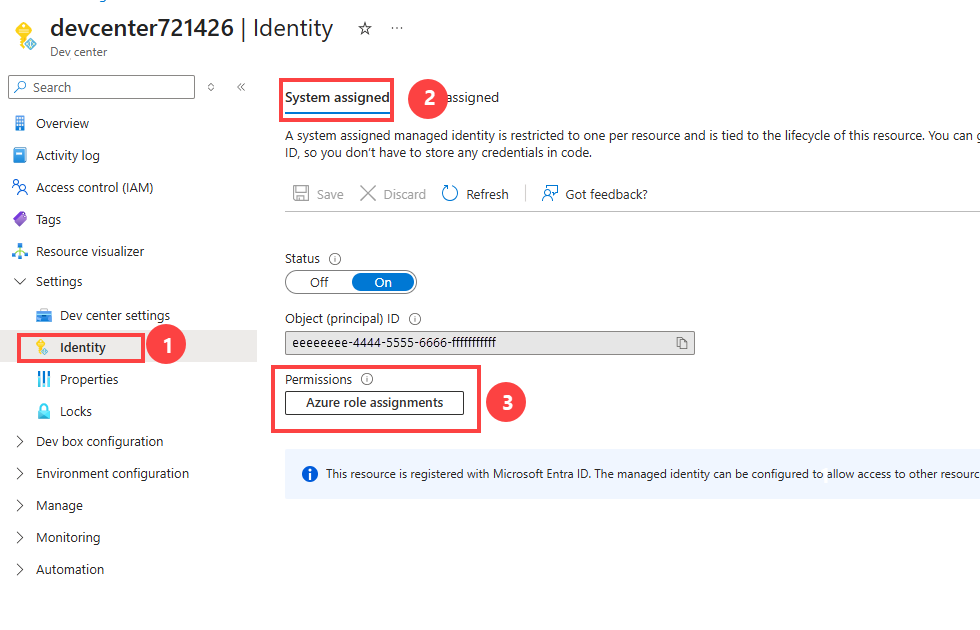 devcenter721426 | Identity
Dev center
Search
Overview
Activity log
Access control (IAM)
Tags
Resource visualizer
Settings
Dev center settings
Identity
1
Properties
Locks
Dev box configuration
Environment configuration
Manage
Monitoring
Automation
System assigned 2 assigned
A system assigned managed identity is restricted to one per resource and is tied to the lifecycle of this resource. You can
ID, so you don't have to store any credentials in code.
Save Discard Refresh Got feedback?
Status
Off On
Object (principal) ID
eeeeeeee-4444-5555-6666-ffffffffffff
Permissions
Azure role assignments
3
This resource is registered with Microsoft Entra ID. The managed identity can be configured to allow access to other